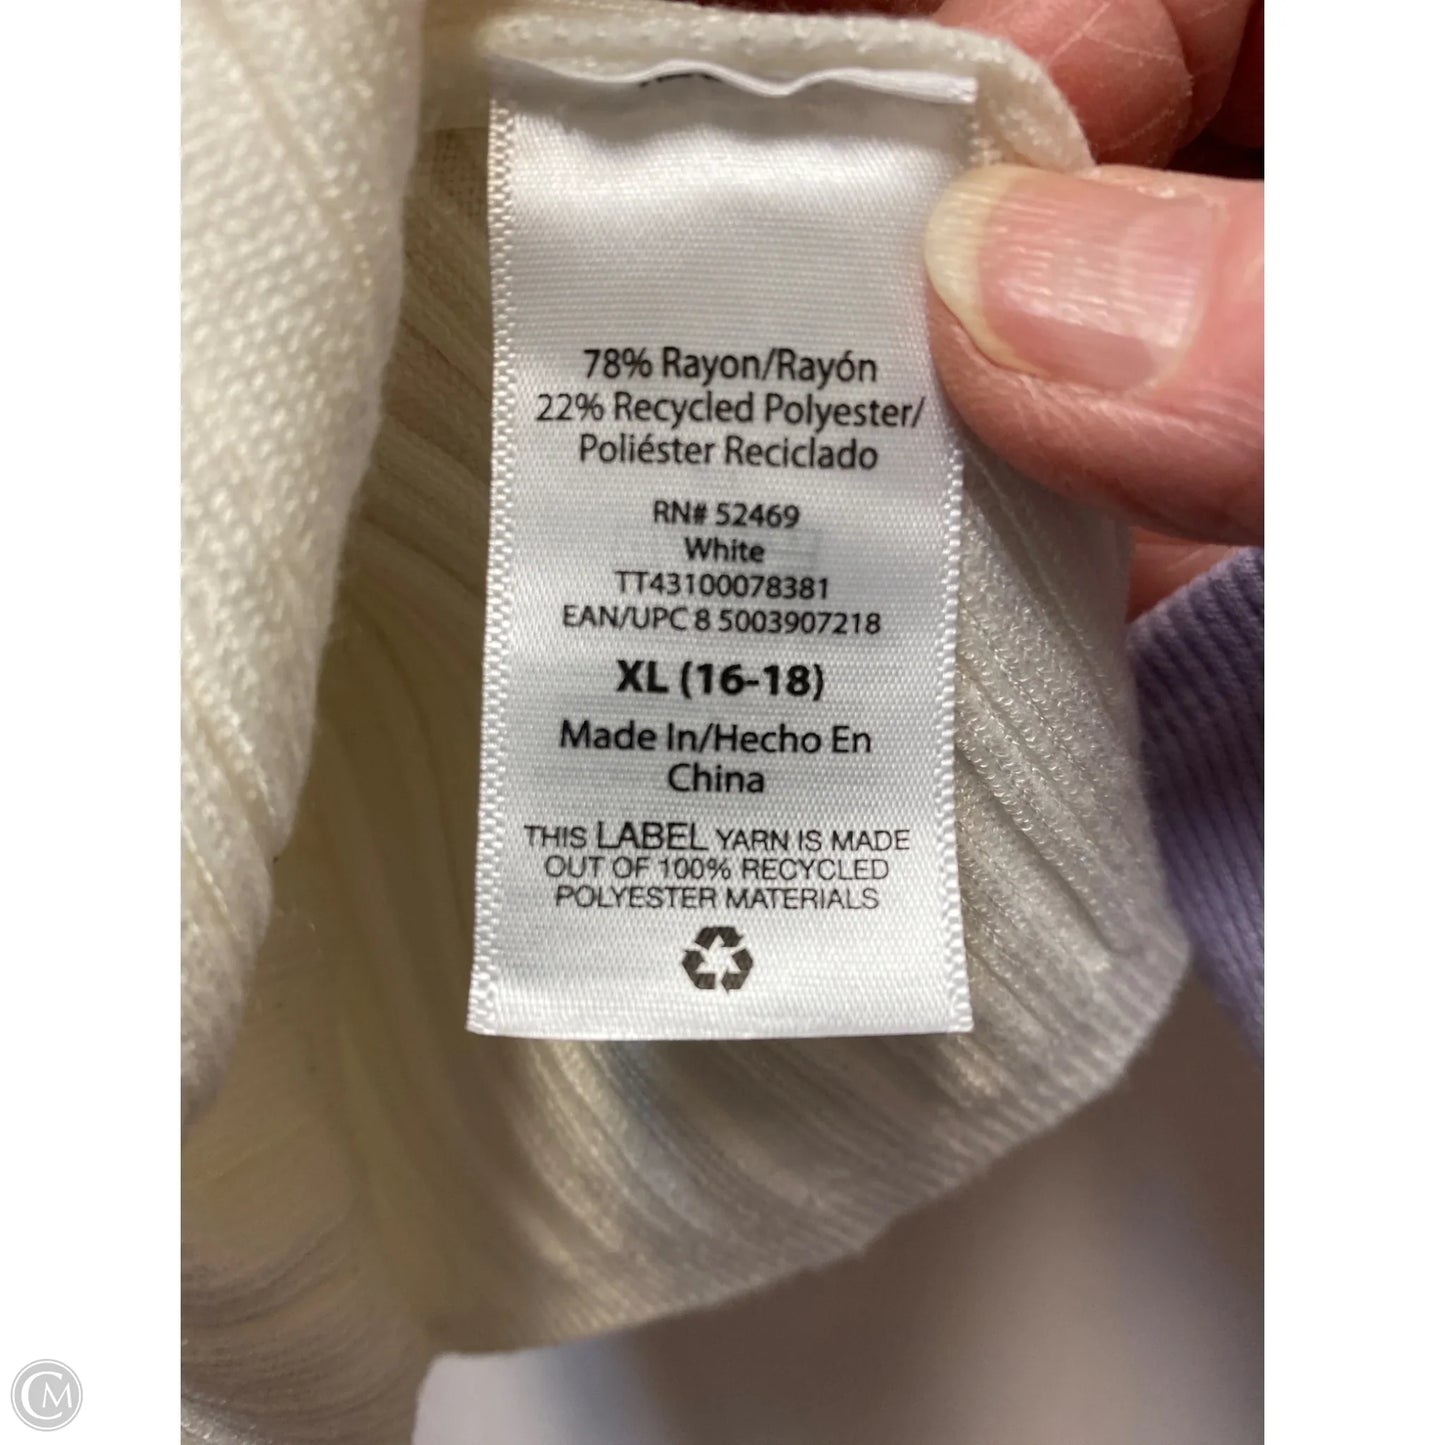 78% Rayon/Rayón
22% Recycled Polyester/
Poliéster Reciclado
RN# 52469
White
TT43100078381
EAN/UPC 8 5003907218
XL (16-18)
Made In/Hecho En
China
THIS LABEL YARN IS MADE
OUT OF 100% RECYCLED
POLYESTER MATERIALS
CM